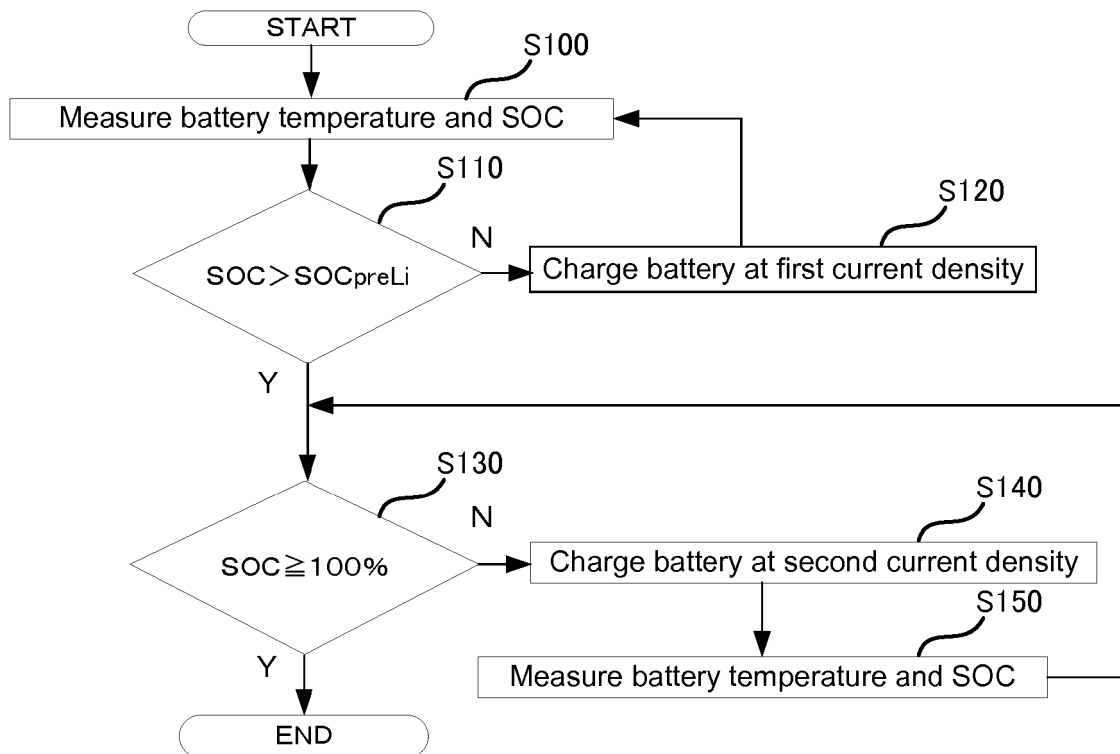 START
S100
Measure battery temperature and SOC
S110
S120
N
SOC＞SOCpreLi
Charge battery at first current density
Y
S130
S140
N
SOC≧100%
Charge battery at second current density
S150
Y
Measure battery temperature and SOC
END